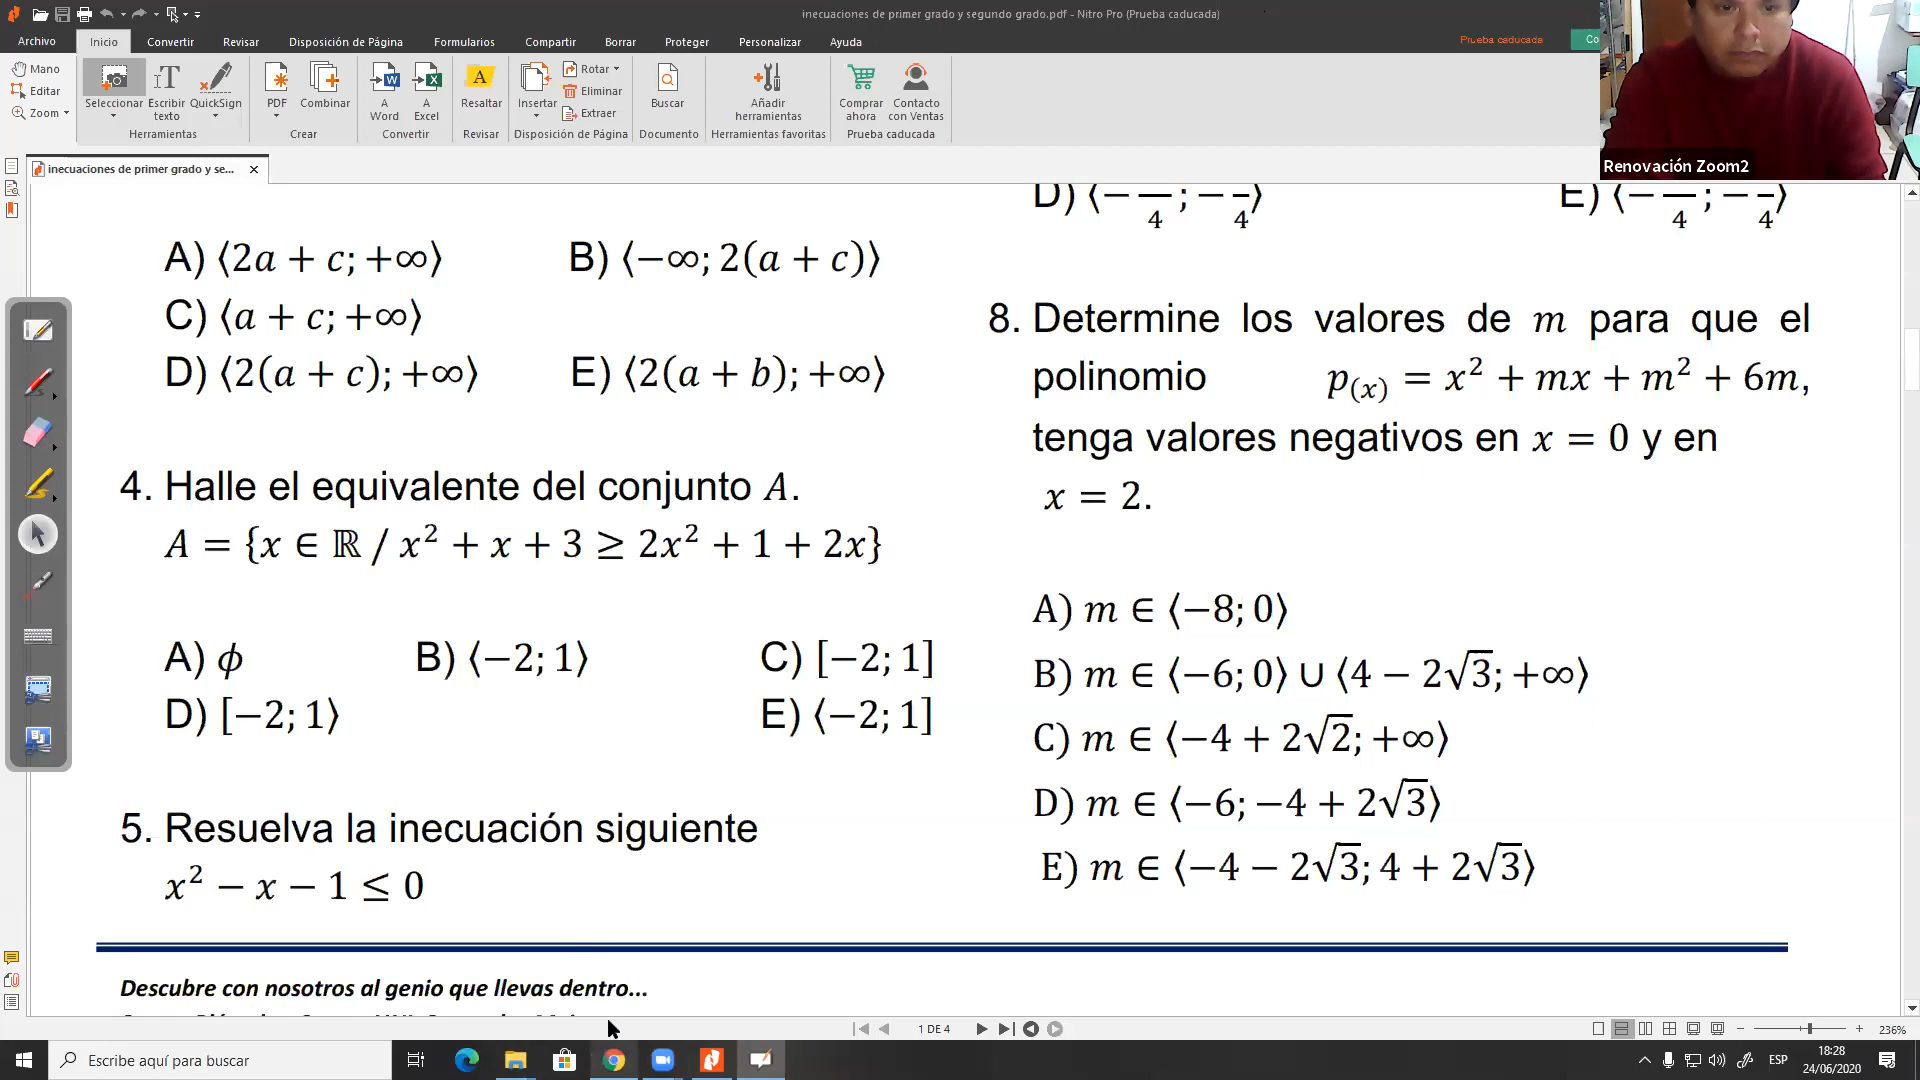 inecuaciones de primer grado y segundo grado.pdf - Nitro Pro (Prueba caducada)
Archivo Inicio Convertir Revisar Disposición de Página Formularios Compartir Borrar Proteger Personalizar Ayuda Prueba caducada Co
Mano
Editar
Zoom
Seleccionar
Escribir texto
QuickSign
Herramientas
PDF
Combinar
Crear
A Word
A Excel
Convertir
Resaltar
Revisar
Insertar
Rotar
Eliminar
Extraer
Disposición de Página
Buscar
Documento
Añadir herramientas
Herramientas favoritas
Comprar ahora
Contacto con Ventas
Prueba caducada
Renovación Zoom2
inecuaciones de primer grado y se...
A) ⟨2a + c; +∞⟩ B) ⟨−∞; 2(a + c)⟩
C) ⟨a + c; +∞⟩
D) ⟨2(a + c); +∞⟩ E) ⟨2(a + b); +∞⟩
4. Halle el equivalente del conjunto A.
A = {x ∈ ℝ / x² + x + 3 ≥ 2x² + 1 + 2x}
A) ϕ B) ⟨−2; 1⟩ C) [−2; 1]
D) [−2; 1⟩ E) ⟨−2; 1]
5. Resuelva la inecuación siguiente
x² − x − 1 ≤ 0
D) ⟨− —/4 ; − —/4⟩ E) ⟨− —/4 ; − —/4⟩
8. Determine los valores de m para que el
polinomio p₍ₓ₎ = x² + mx + m² + 6m,
tenga valores negativos en x = 0 y en
x = 2.
A) m ∈ ⟨−8; 0⟩
B) m ∈ ⟨−6; 0⟩ ∪ ⟨4 − 2√3; +∞⟩
C) m ∈ ⟨−4 + 2√2; +∞⟩
D) m ∈ ⟨−6; −4 + 2√3⟩
E) m ∈ ⟨−4 − 2√3; 4 + 2√3⟩
Descubre con nosotros al genio que llevas dentro...
1 DE 4
236%
Escribe aquí para buscar
ESP
18:28
24/06/2020